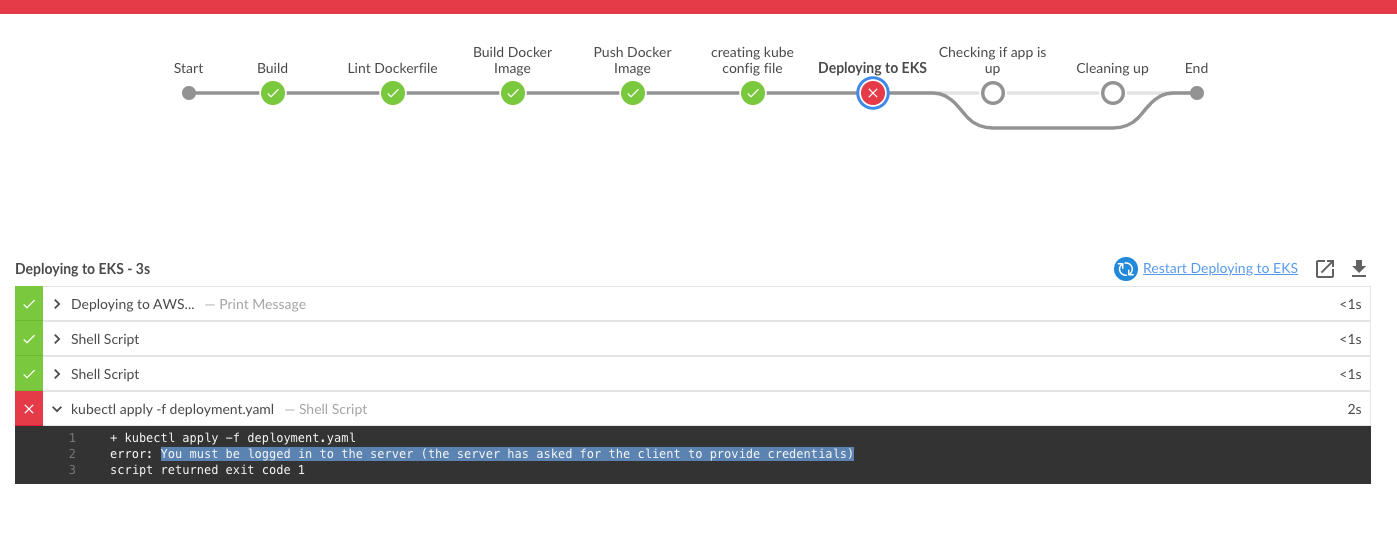 Start
Build
Lint Dockerfile
Build Docker
Image
Push Docker
Image
creating kube
config file
Deploying to EKS
Checking if app is
up
Cleaning up
End
Deploying to EKS - 3s
Restart Deploying to EKS
Deploying to AWS... — Print Message <1s
Shell Script <1s
Shell Script <1s
kubectl apply -f deployment.yaml — Shell Script 2s
1 + kubectl apply -f deployment.yaml
2 error: You must be logged in to the server (the server has asked for the client to provide credentials)
3 script returned exit code 1